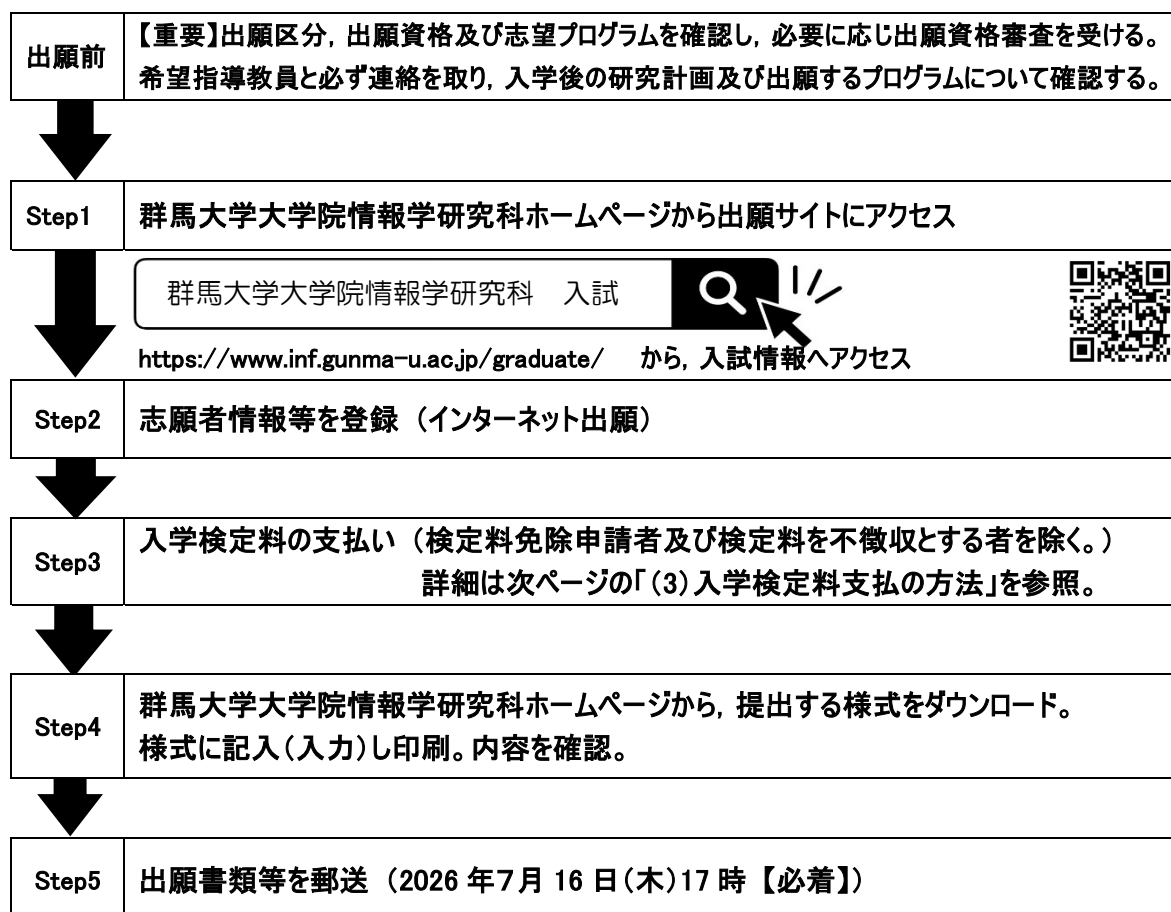 出願前
【重要】出願区分，出願資格及び志望プログラムを確認し，必要に応じ出願資格審査を受ける。
希望指導教員と必ず連絡を取り，入学後の研究計画及び出願するプログラムについて確認する。
Step1
群馬大学大学院情報学研究科ホームページから出願サイトにアクセス
群馬大学大学院情報学研究科　入試
https://www.inf.gunma-u.ac.jp/graduate/　から，入試情報へアクセス
Step2
志願者情報等を登録（インターネット出願）
Step3
入学検定料の支払い（検定料免除申請者及び検定料を不徴収とする者を除く。）
詳細は次ページの「（3）入学検定料支払の方法」を参照。
Step4
群馬大学大学院情報学研究科ホームページから，提出する様式をダウンロード。
様式に記入（入力）し印刷。内容を確認。
Step5
出願書類等を郵送（2026 年７月 16 日（木）17 時【必着】）